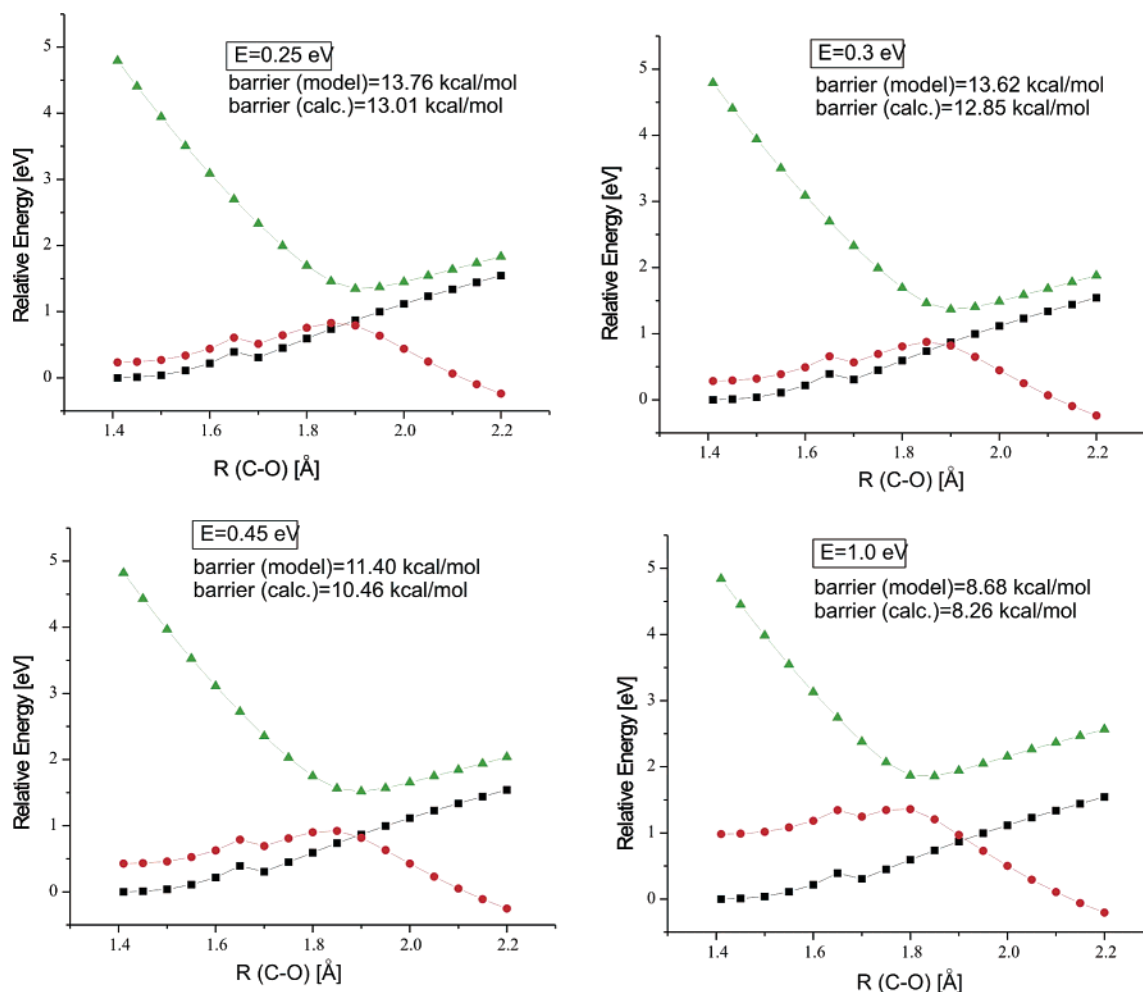 E=0.25 eV
barrier (model)=13.76 kcal/mol
barrier (calc.)=13.01 kcal/mol
Relative Energy [eV]
5
4
3
2
1
0
1.4
1.6
1.8
2.0
2.2
R (C-O) [Å]
E=0.3 eV
barrier (model)=13.62 kcal/mol
barrier (calc.)=12.85 kcal/mol
Relative Energy [eV]
5
4
3
2
1
0
1.4
1.6
1.8
2.0
2.2
R (C-O) [Å]
E=0.45 eV
barrier (model)=11.40 kcal/mol
barrier (calc.)=10.46 kcal/mol
Relative Energy [eV]
5
4
3
2
1
0
1.4
1.6
1.8
2.0
2.2
R (C-O) [Å]
E=1.0 eV
barrier (model)=8.68 kcal/mol
barrier (calc.)=8.26 kcal/mol
Relative Energy [eV]
5
4
3
2
1
0
1.4
1.6
1.8
2.0
2.2
R (C-O) [Å]